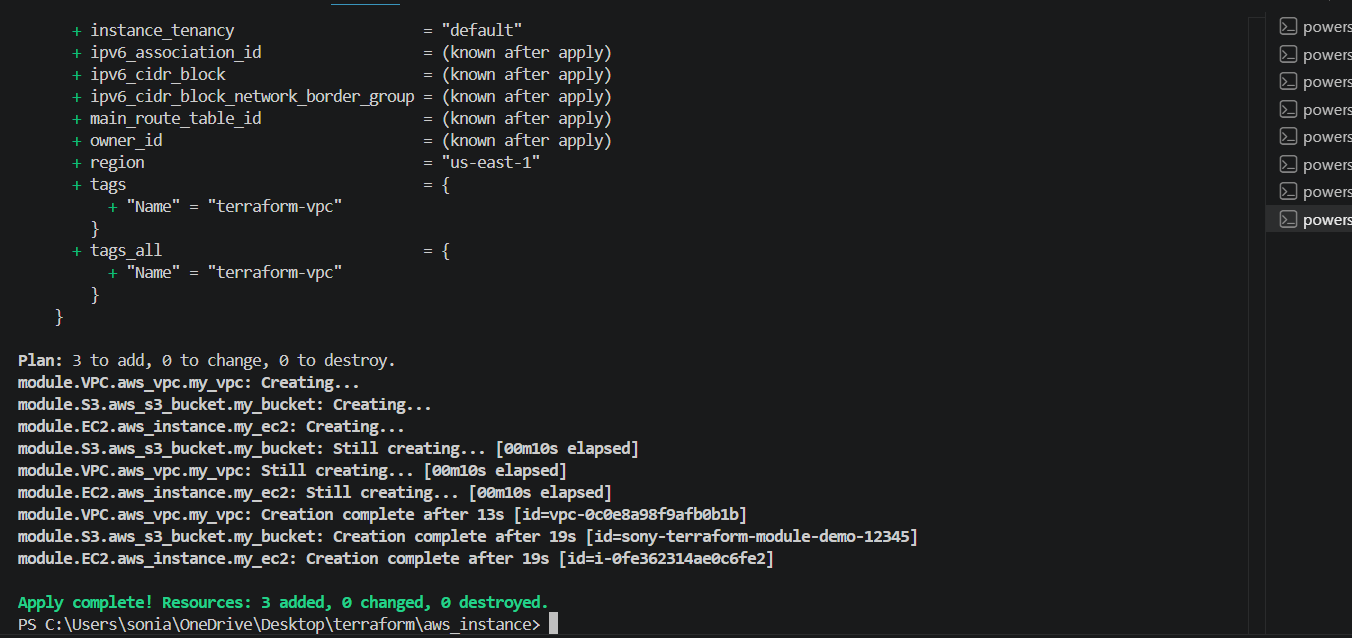 + instance_tenancy = "default"
+ ipv6_association_id = (known after apply)
+ ipv6_cidr_block = (known after apply)
+ ipv6_cidr_block_network_border_group = (known after apply)
+ main_route_table_id = (known after apply)
+ owner_id = (known after apply)
+ region = "us-east-1"
+ tags = {
+ "Name" = "terraform-vpc"
}
+ tags_all = {
+ "Name" = "terraform-vpc"
}
}
Plan: 3 to add, 0 to change, 0 to destroy.
module.VPC.aws_vpc.my_vpc: Creating...
module.S3.aws_s3_bucket.my_bucket: Creating...
module.EC2.aws_instance.my_ec2: Creating...
module.S3.aws_s3_bucket.my_bucket: Still creating... [00m10s elapsed]
module.VPC.aws_vpc.my_vpc: Still creating... [00m10s elapsed]
module.EC2.aws_instance.my_ec2: Still creating... [00m10s elapsed]
module.VPC.aws_vpc.my_vpc: Creation complete after 13s [id=vpc-0c0e8a98f9afb0b1b]
module.S3.aws_s3_bucket.my_bucket: Creation complete after 19s [id=sony-terraform-module-demo-12345]
module.EC2.aws_instance.my_ec2: Creation complete after 19s [id=i-0fe362314ae0c6fe2]
Apply complete! Resources: 3 added, 0 changed, 0 destroyed.
PS C:\Users\sonia\OneDrive\Desktop\terraform\aws_instance>
powers
powers
powers
powers
powers
powers
powers
powers